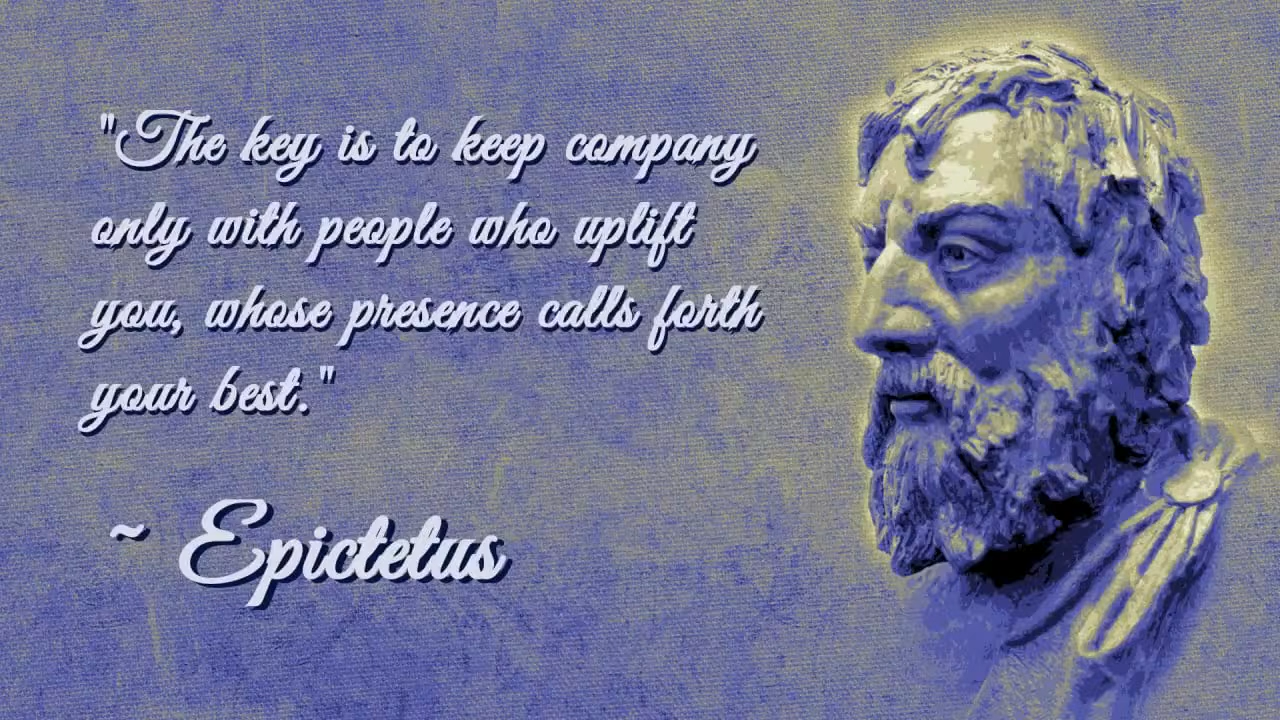 "The key is to keep company
only with people who uplift
you, whose presence calls forth
your best."
~ Epictetus